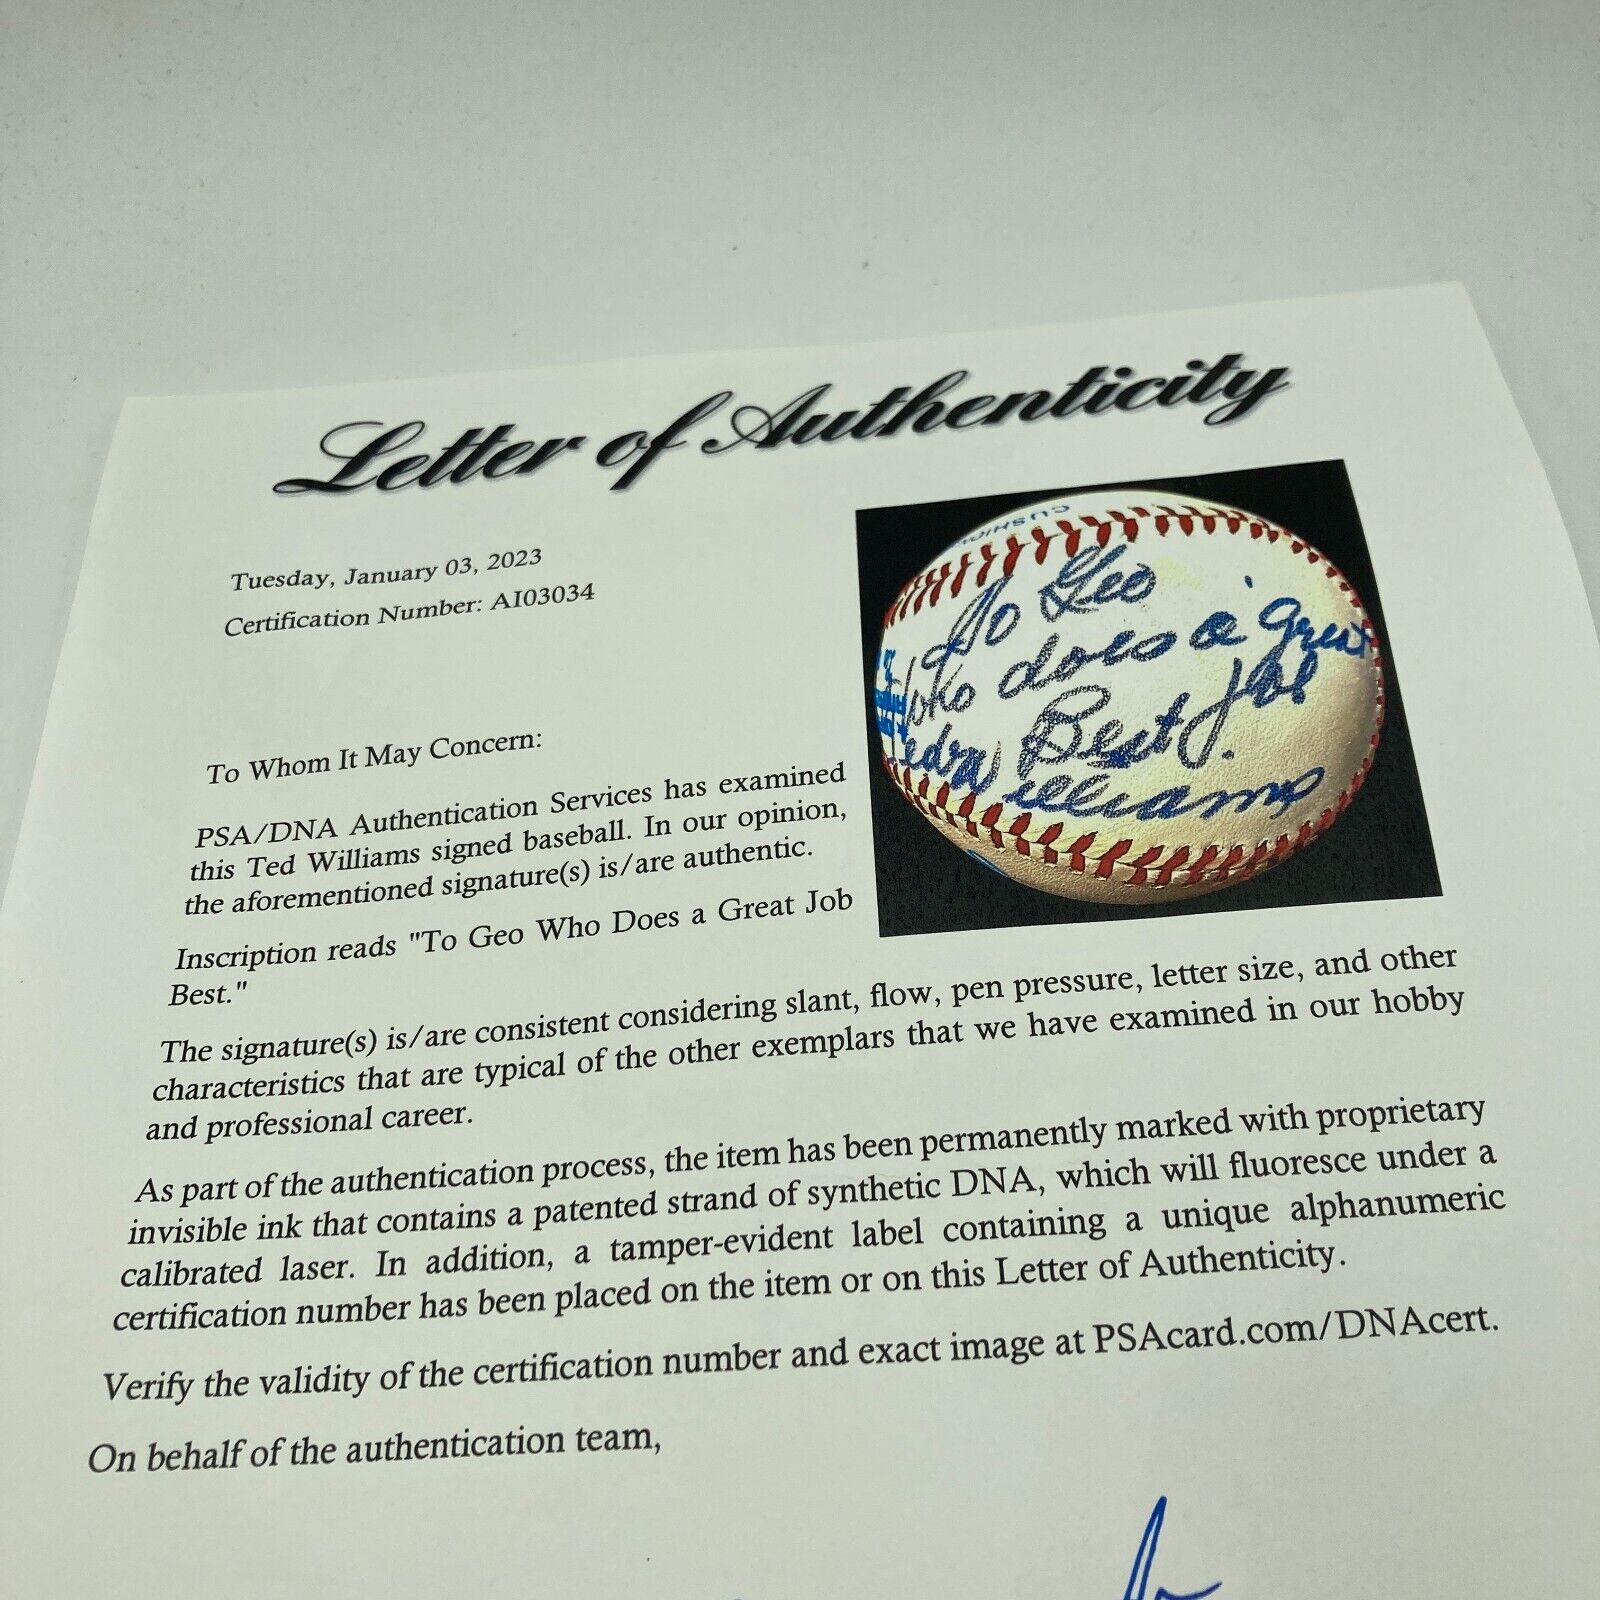 Letter of Authenticity
Tuesday, January 03, 2023
Certification Number: AI03034
CUSHION
To Geo
Who does a great
Best Job
Ted Williams
To Whom It May Concern:
PSA/DNA Authentication Services has examined
this Ted Williams signed baseball. In our opinion,
the aforementioned signature(s) is/are authentic.
Inscription reads "To Geo Who Does a Great Job
Best."
The signature(s) is/are consistent considering slant, flow, pen pressure, letter size, and other
characteristics that are typical of the other exemplars that we have examined in our hobby
and professional career.
As part of the authentication process, the item has been permanently marked with proprietary
invisible ink that contains a patented strand of synthetic DNA, which will fluoresce under a
calibrated laser. In addition, a tamper-evident label containing a unique alphanumeric
certification number has been placed on the item or on this Letter of Authenticity.
Verify the validity of the certification number and exact image at PSAcard.com/DNAcert.
On behalf of the authentication team,